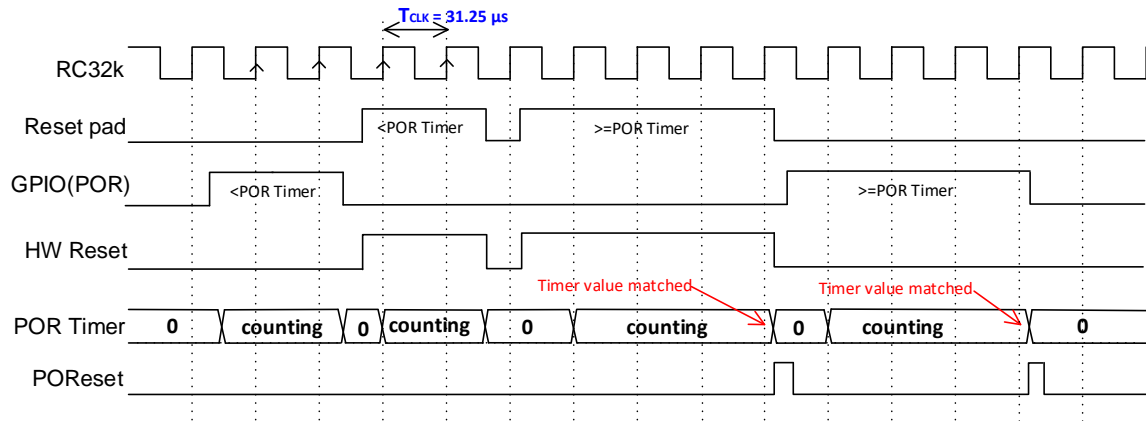 TCLK = 31.25 µs
RC32k
Reset pad
<POR Timer
>=POR Timer
GPIO(POR)
<POR Timer
>=POR Timer
HW Reset
Timer value matched
Timer value matched
POR Timer
0
counting
0
counting
0
counting
0
counting
0
POReset